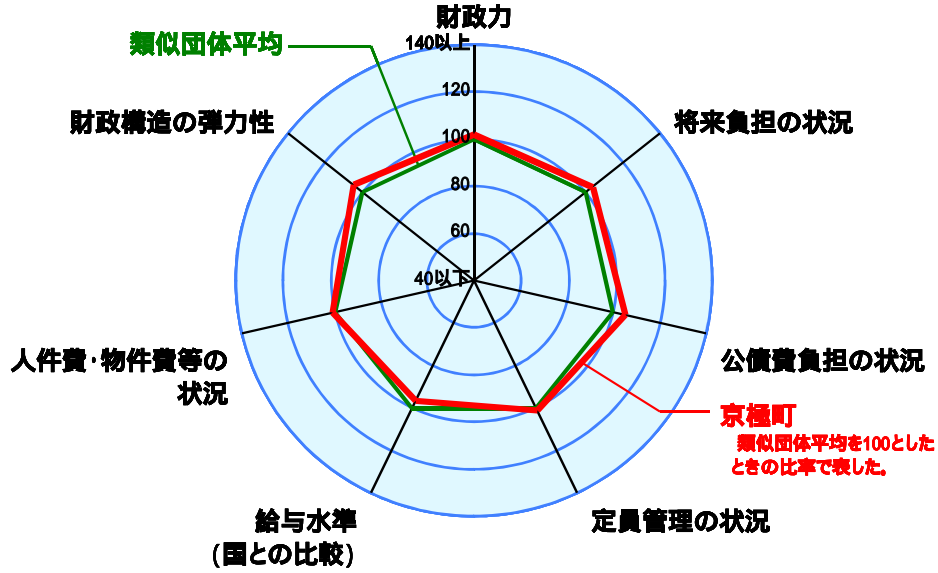 財政力
類似団体平均
140以上
120
100
80
60
40以下
財政構造の弾力性
将来負担の状況
人件費・物件費等の
状況
公債費負担の状況
京極町
類似団体平均を100とした
ときの比率で表した。
給与水準
(国との比較)
定員管理の状況